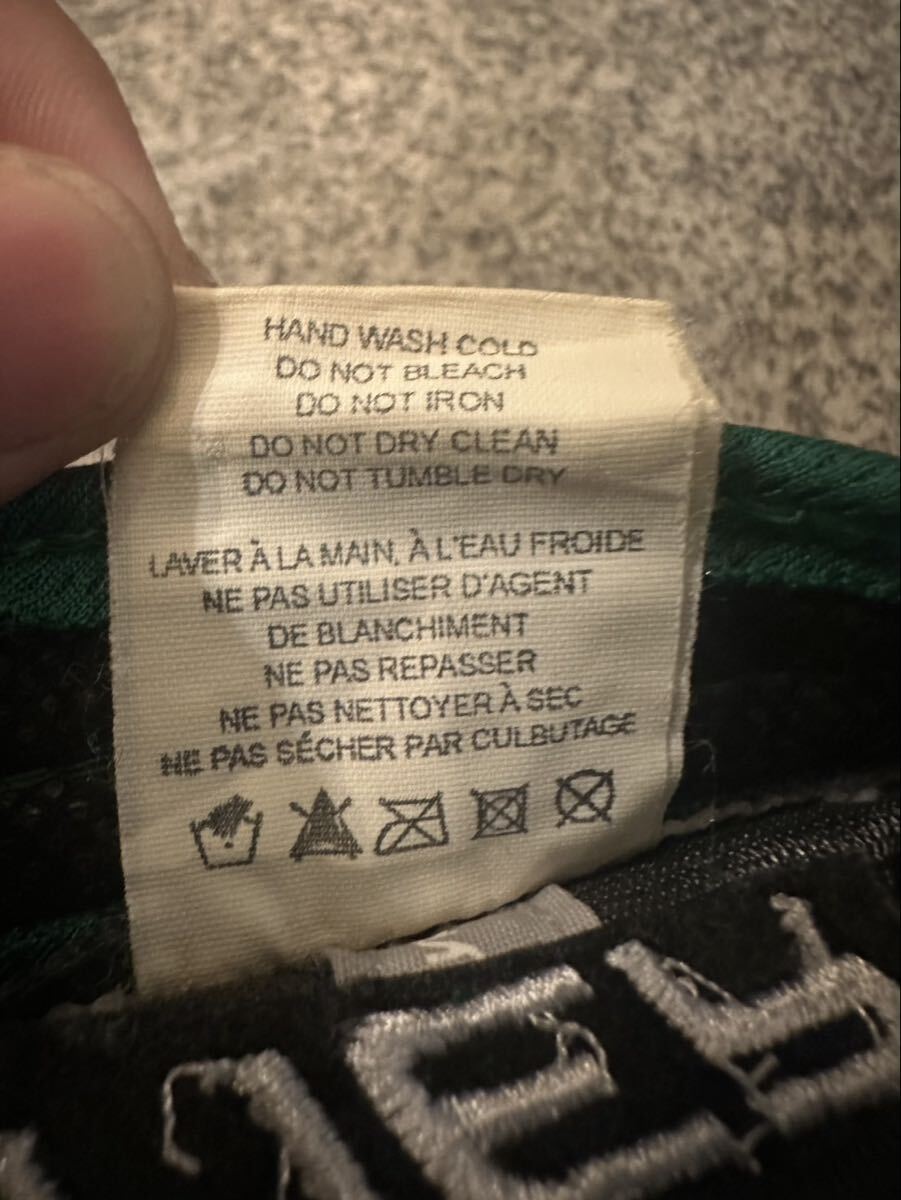 HAND WASH COLD
DO NOT BLEACH
DO NOT IRON
DO NOT DRY CLEAN
DO NOT TUMBLE DRY
LAVER À LA MAIN, À L'EAU FROIDE
NE PAS UTILISER D'AGENT
DE BLANCHIMENT
NE PAS REPASSER
NE PAS NETTOYER À SEC
NE PAS SÉCHER PAR CULBUTAGE